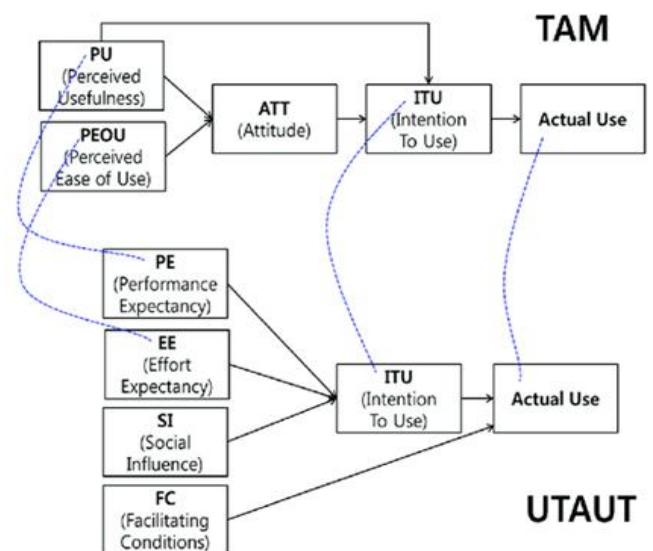 TAM
PU
(Perceived
Usefulness)
PEOU
(Perceived
Ease of Use)
ATT
(Attitude)
ITU
(Intention
To Use)
Actual Use
PE
(Performance
Expectancy)
EE
(Effort
Expectancy)
SI
(Social
Influence)
FC
(Facilitating
Conditions)
ITU
(Intention
To Use)
Actual Use
UTAUT